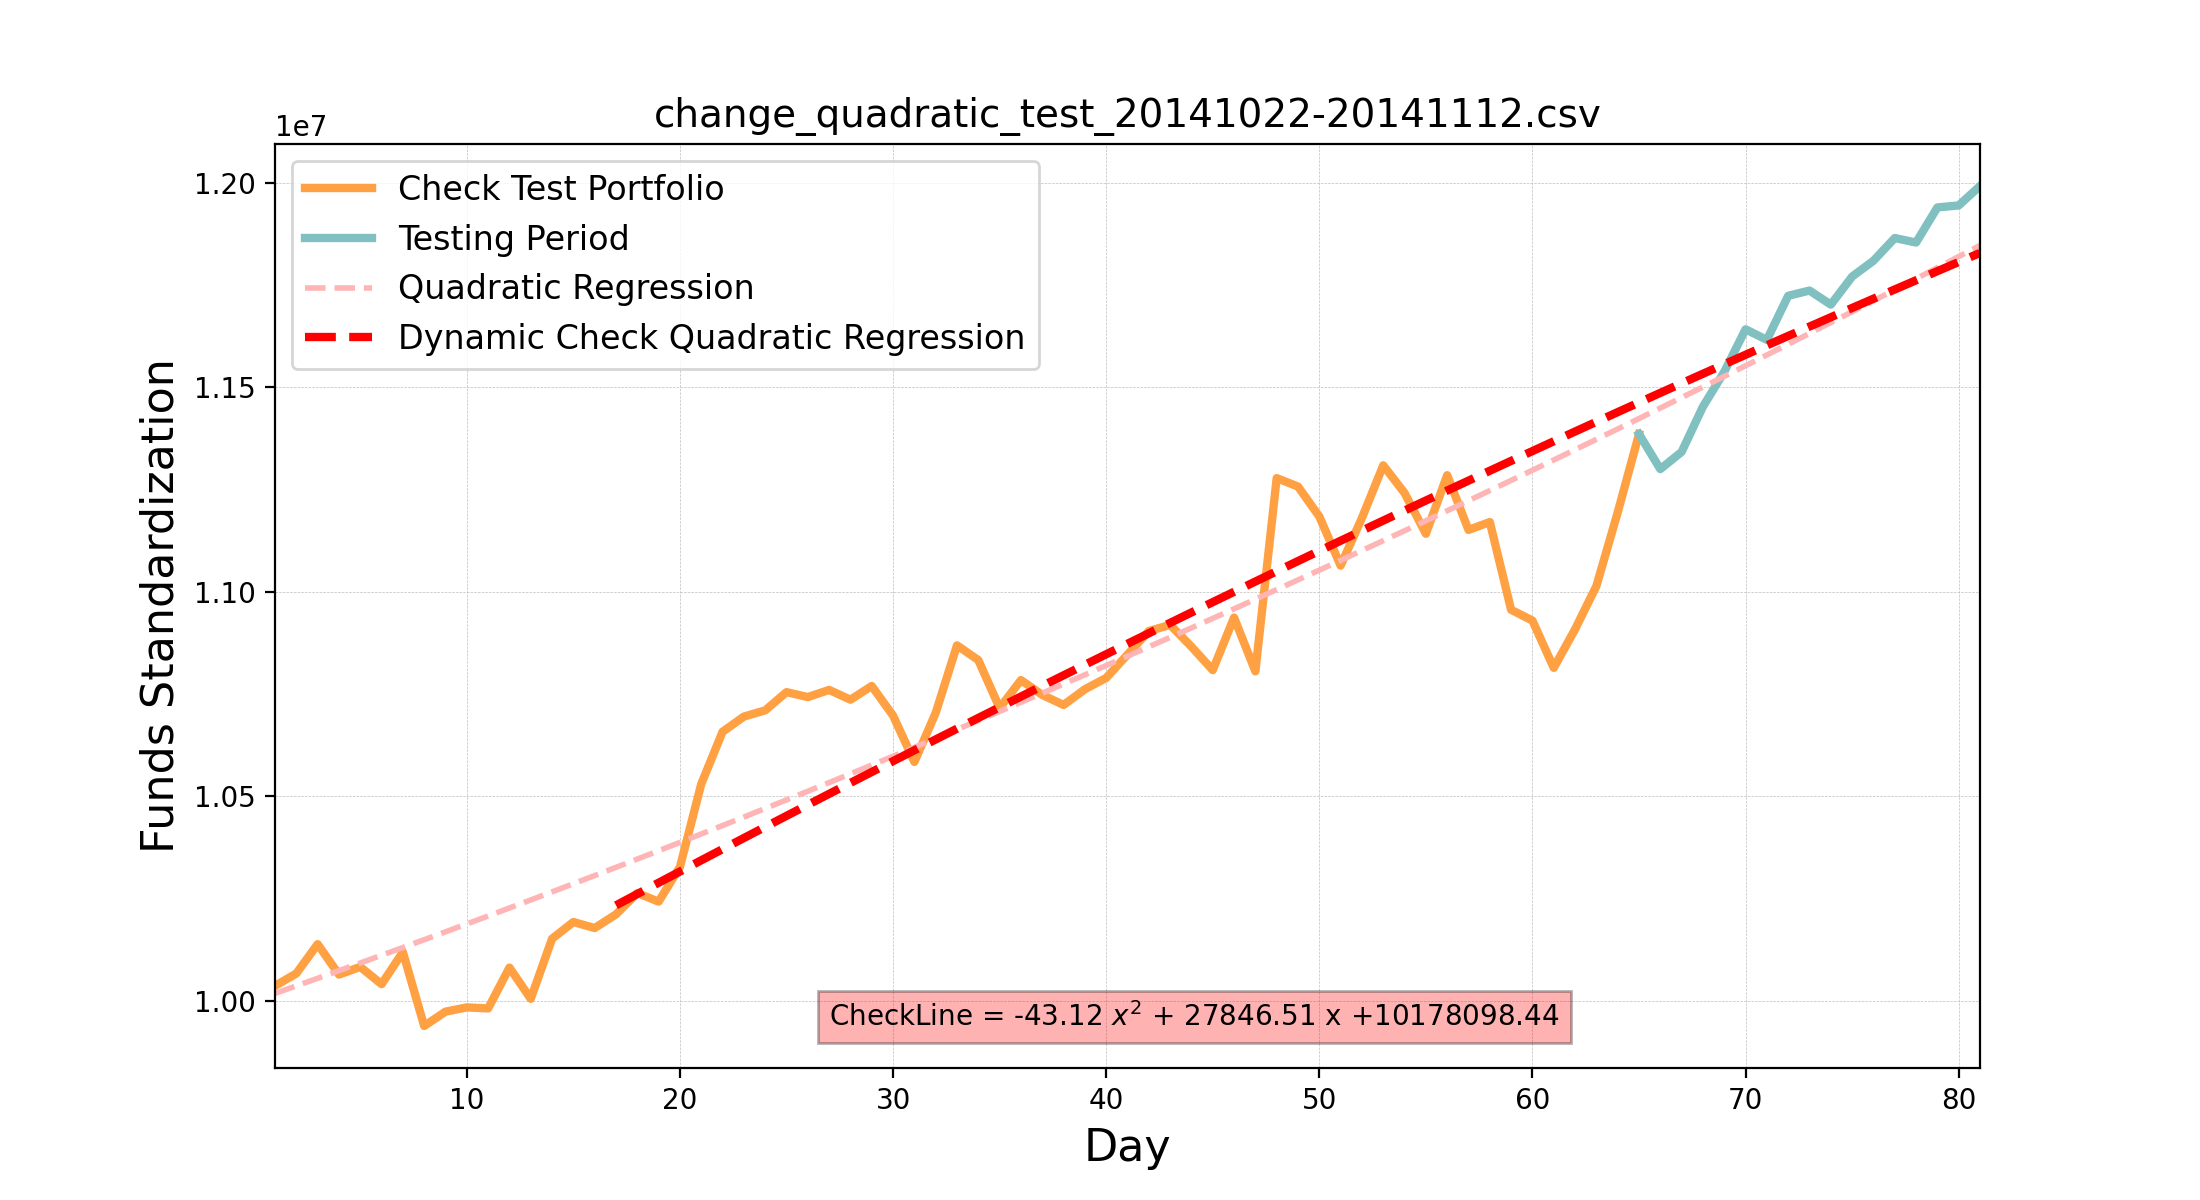 change_quadratic_test_20141022-20141112.csv
1e7
1.20
1.15
1.10
1.05
1.00
Funds Standardization
Check Test Portfolio
Testing Period
Quadratic Regression
Dynamic Check Quadratic Regression
CheckLine = -43.12 x² + 27846.51 x +10178098.44
10 20 30 40 50 60 70 80
Day